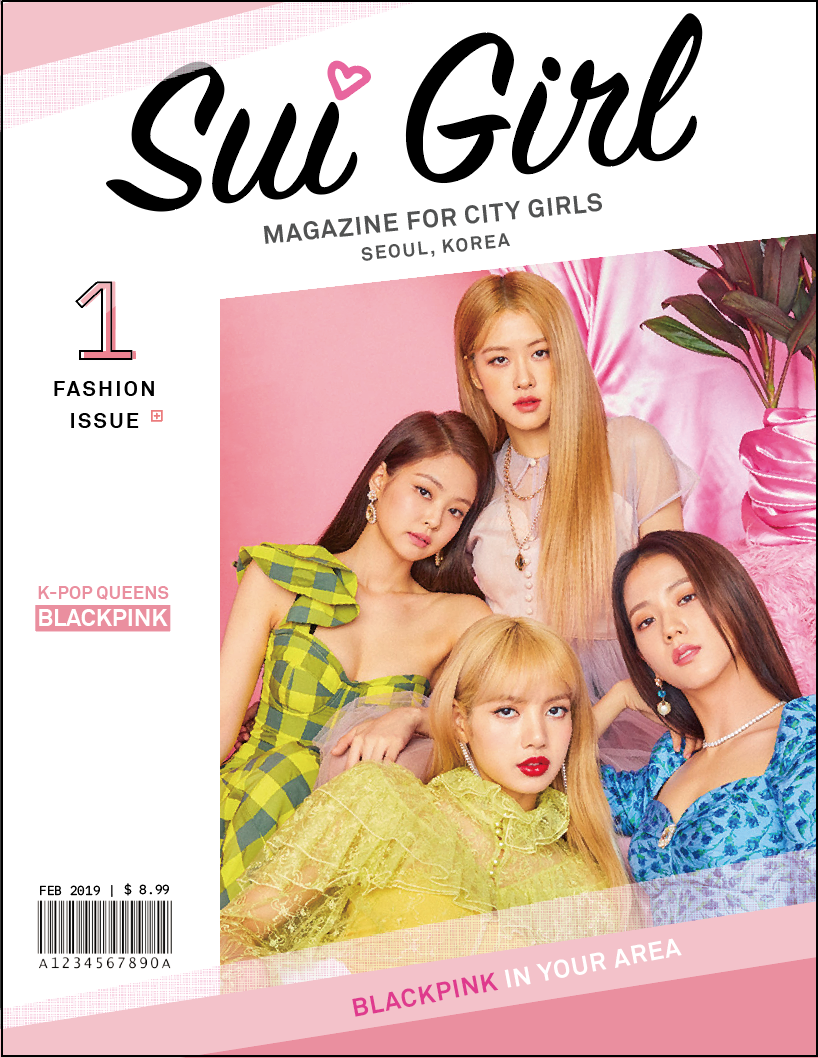 Sui Girl
MAGAZINE FOR CITY GIRLS
SEOUL, KOREA
1
FASHION
ISSUE
K-POP QUEENS
BLACKPINK
FEB 2019 | $ 8.99
A1234567890A
BLACKPINK IN YOUR AREA